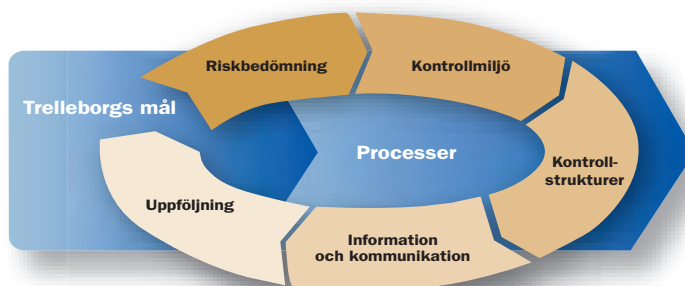 Riskbedömning
Kontrollmiljö
Trelleborgs mål
Processer
Kontroll-
strukturer
Uppföljning
Information
och kommunikation